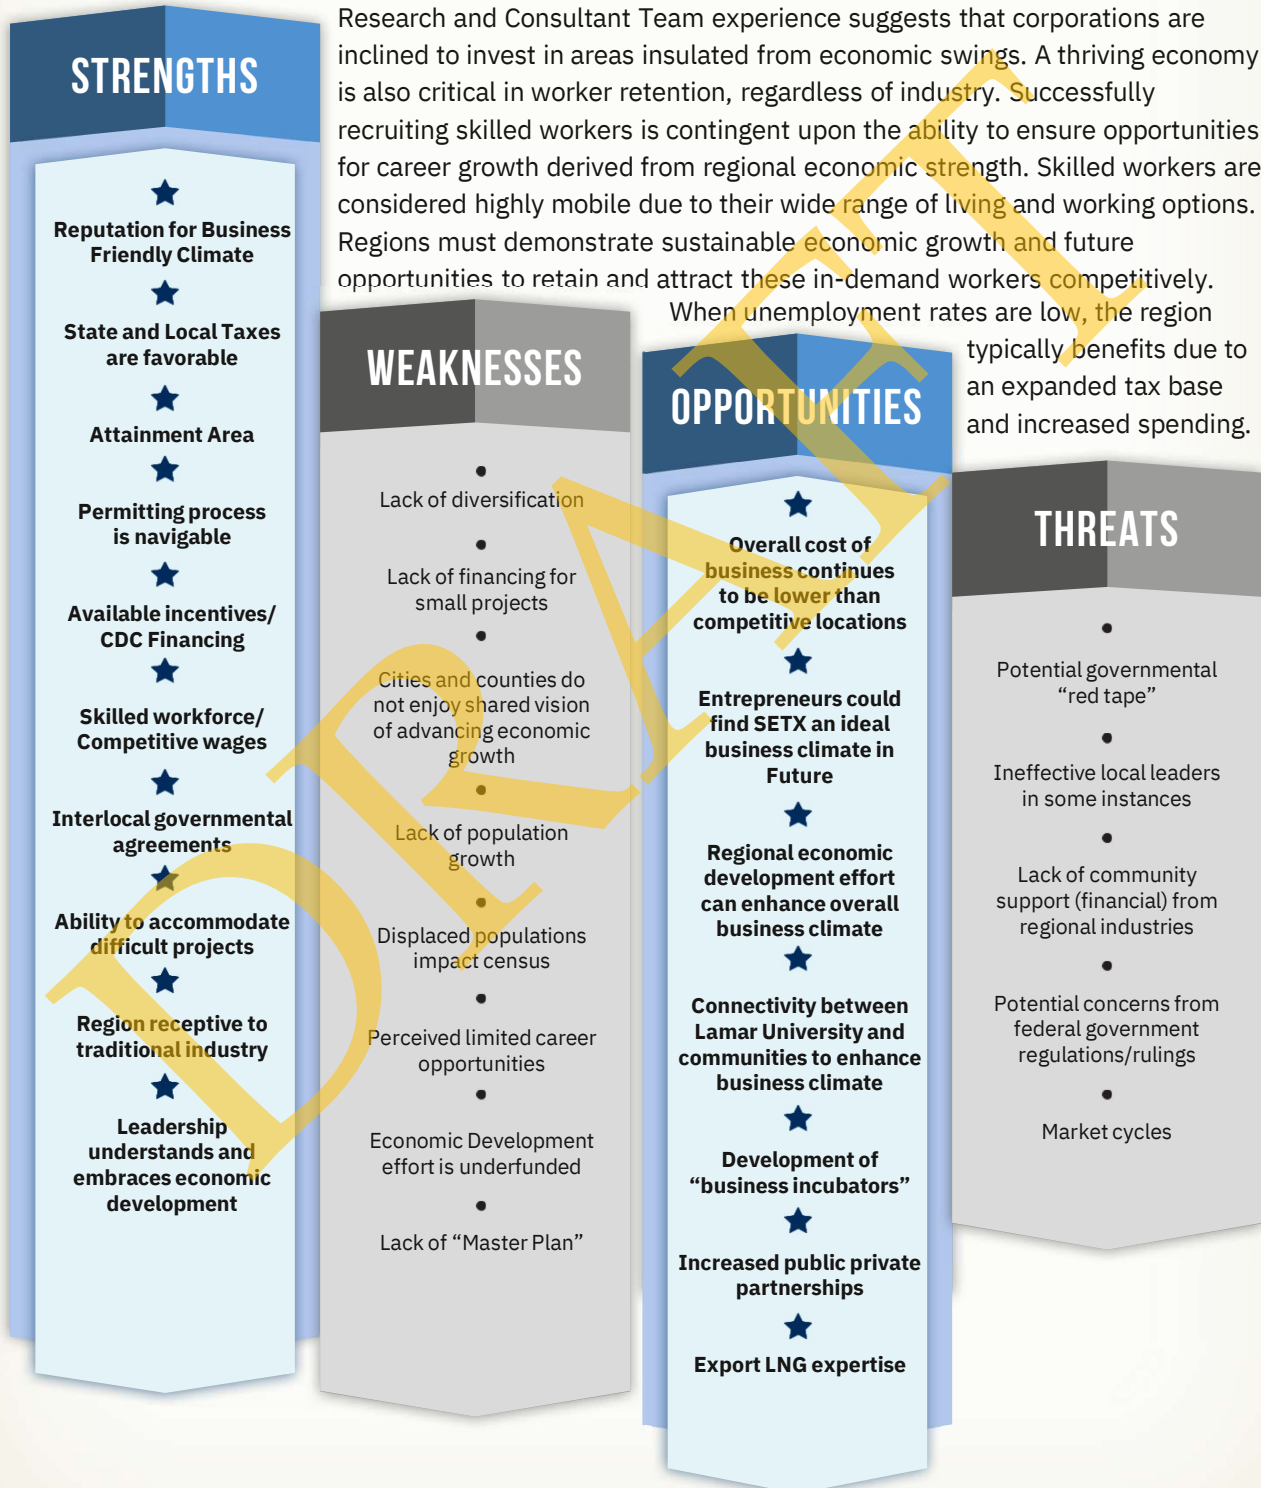 Research and Consultant Team experience suggests that corporations are
inclined to invest in areas insulated from economic swings. A thriving economy
is also critical in worker retention, regardless of industry. Successfully
recruiting skilled workers is contingent upon the ability to ensure opportunities
for career growth derived from regional economic strength. Skilled workers are
considered highly mobile due to their wide range of living and working options.
Regions must demonstrate sustainable economic growth and future
opportunities to retain and attract these in-demand workers competitively.
When unemployment rates are low, the region
typically benefits due to
an expanded tax base
and increased spending.
STRENGTHS
Reputation for Business
Friendly Climate
State and Local Taxes
are favorable
Attainment Area
Permitting process
is navigable
Available incentives/
CDC Financing
Skilled workforce/
Competitive wages
Interlocal governmental
agreements
Ability to accommodate
difficult projects
Region receptive to
traditional industry
Leadership
understands and
embraces economic
development
WEAKNESSES
Lack of diversification
Lack of financing for
small projects
Cities and counties do
not enjoy shared vision
of advancing economic
growth
Lack of population
growth
Displaced populations
impact census
Perceived limited career
opportunities
Economic Development
effort is underfunded
Lack of “Master Plan”
OPPORTUNITIES
Overall cost of
business continues
to be lower than
competitive locations
Entrepreneurs could
find SETX an ideal
business climate in
Future
Regional economic
development effort
can enhance overall
business climate
Connectivity between
Lamar University and
communities to enhance
business climate
Development of
“business incubators”
Increased public private
partnerships
Export LNG expertise
THREATS
Potential governmental
“red tape”
Ineffective local leaders
in some instances
Lack of community
support (financial) from
regional industries
Potential concerns from
federal government
regulations/rulings
Market cycles
DRAFT